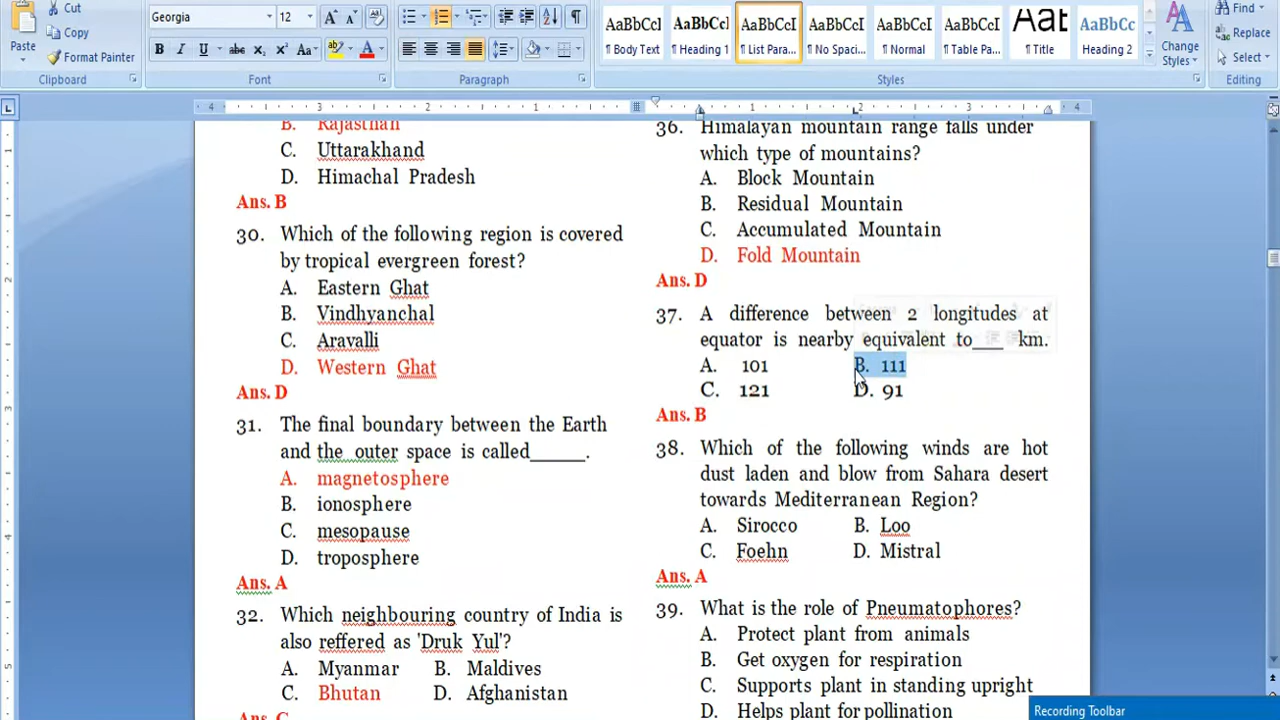 Cut
Copy
Paste
Format Painter
Clipboard
Georgia
12
Font
Paragraph
AaBbCcI
¶ Body Text
AaBbCcI
¶ Heading 1
AaBbCcI
¶ List Para...
AaBbCcI
¶ No Spaci...
AaBbCcI
¶ Normal
AaBbCcI
¶ Table Pa...
Aat
¶ Title
AaBbCc
Heading 2
Change
Styles
Styles
Find
Replace
Select
Editing
B. Rajasthan
C. Uttarakhand
D. Himachal Pradesh
Ans. B
30. Which of the following region is covered
by tropical evergreen forest?
A. Eastern Ghat
B. Vindhyanchal
C. Aravalli
D. Western Ghat
Ans. D
31. The final boundary between the Earth
and the outer space is called_____.
A. magnetosphere
B. ionosphere
C. mesopause
D. troposphere
Ans. A
32. Which neighbouring country of India is
also reffered as 'Druk Yul'?
A. Myanmar B. Maldives
C. Bhutan D. Afghanistan
Ans. C
36. Himalayan mountain range falls under
which type of mountains?
A. Block Mountain
B. Residual Mountain
C. Accumulated Mountain
D. Fold Mountain
Ans. D
37. A difference between 2 longitudes at
equator is nearby equivalent to___ km.
A. 101 B. 111
C. 121 D. 91
Ans. B
38. Which of the following winds are hot
dust laden and blow from Sahara desert
towards Mediterranean Region?
A. Sirocco B. Loo
C. Foehn D. Mistral
Ans. A
39. What is the role of Pneumatophores?
A. Protect plant from animals
B. Get oxygen for respiration
C. Supports plant in standing upright
D. Helps plant for pollination
Recording Toolbar